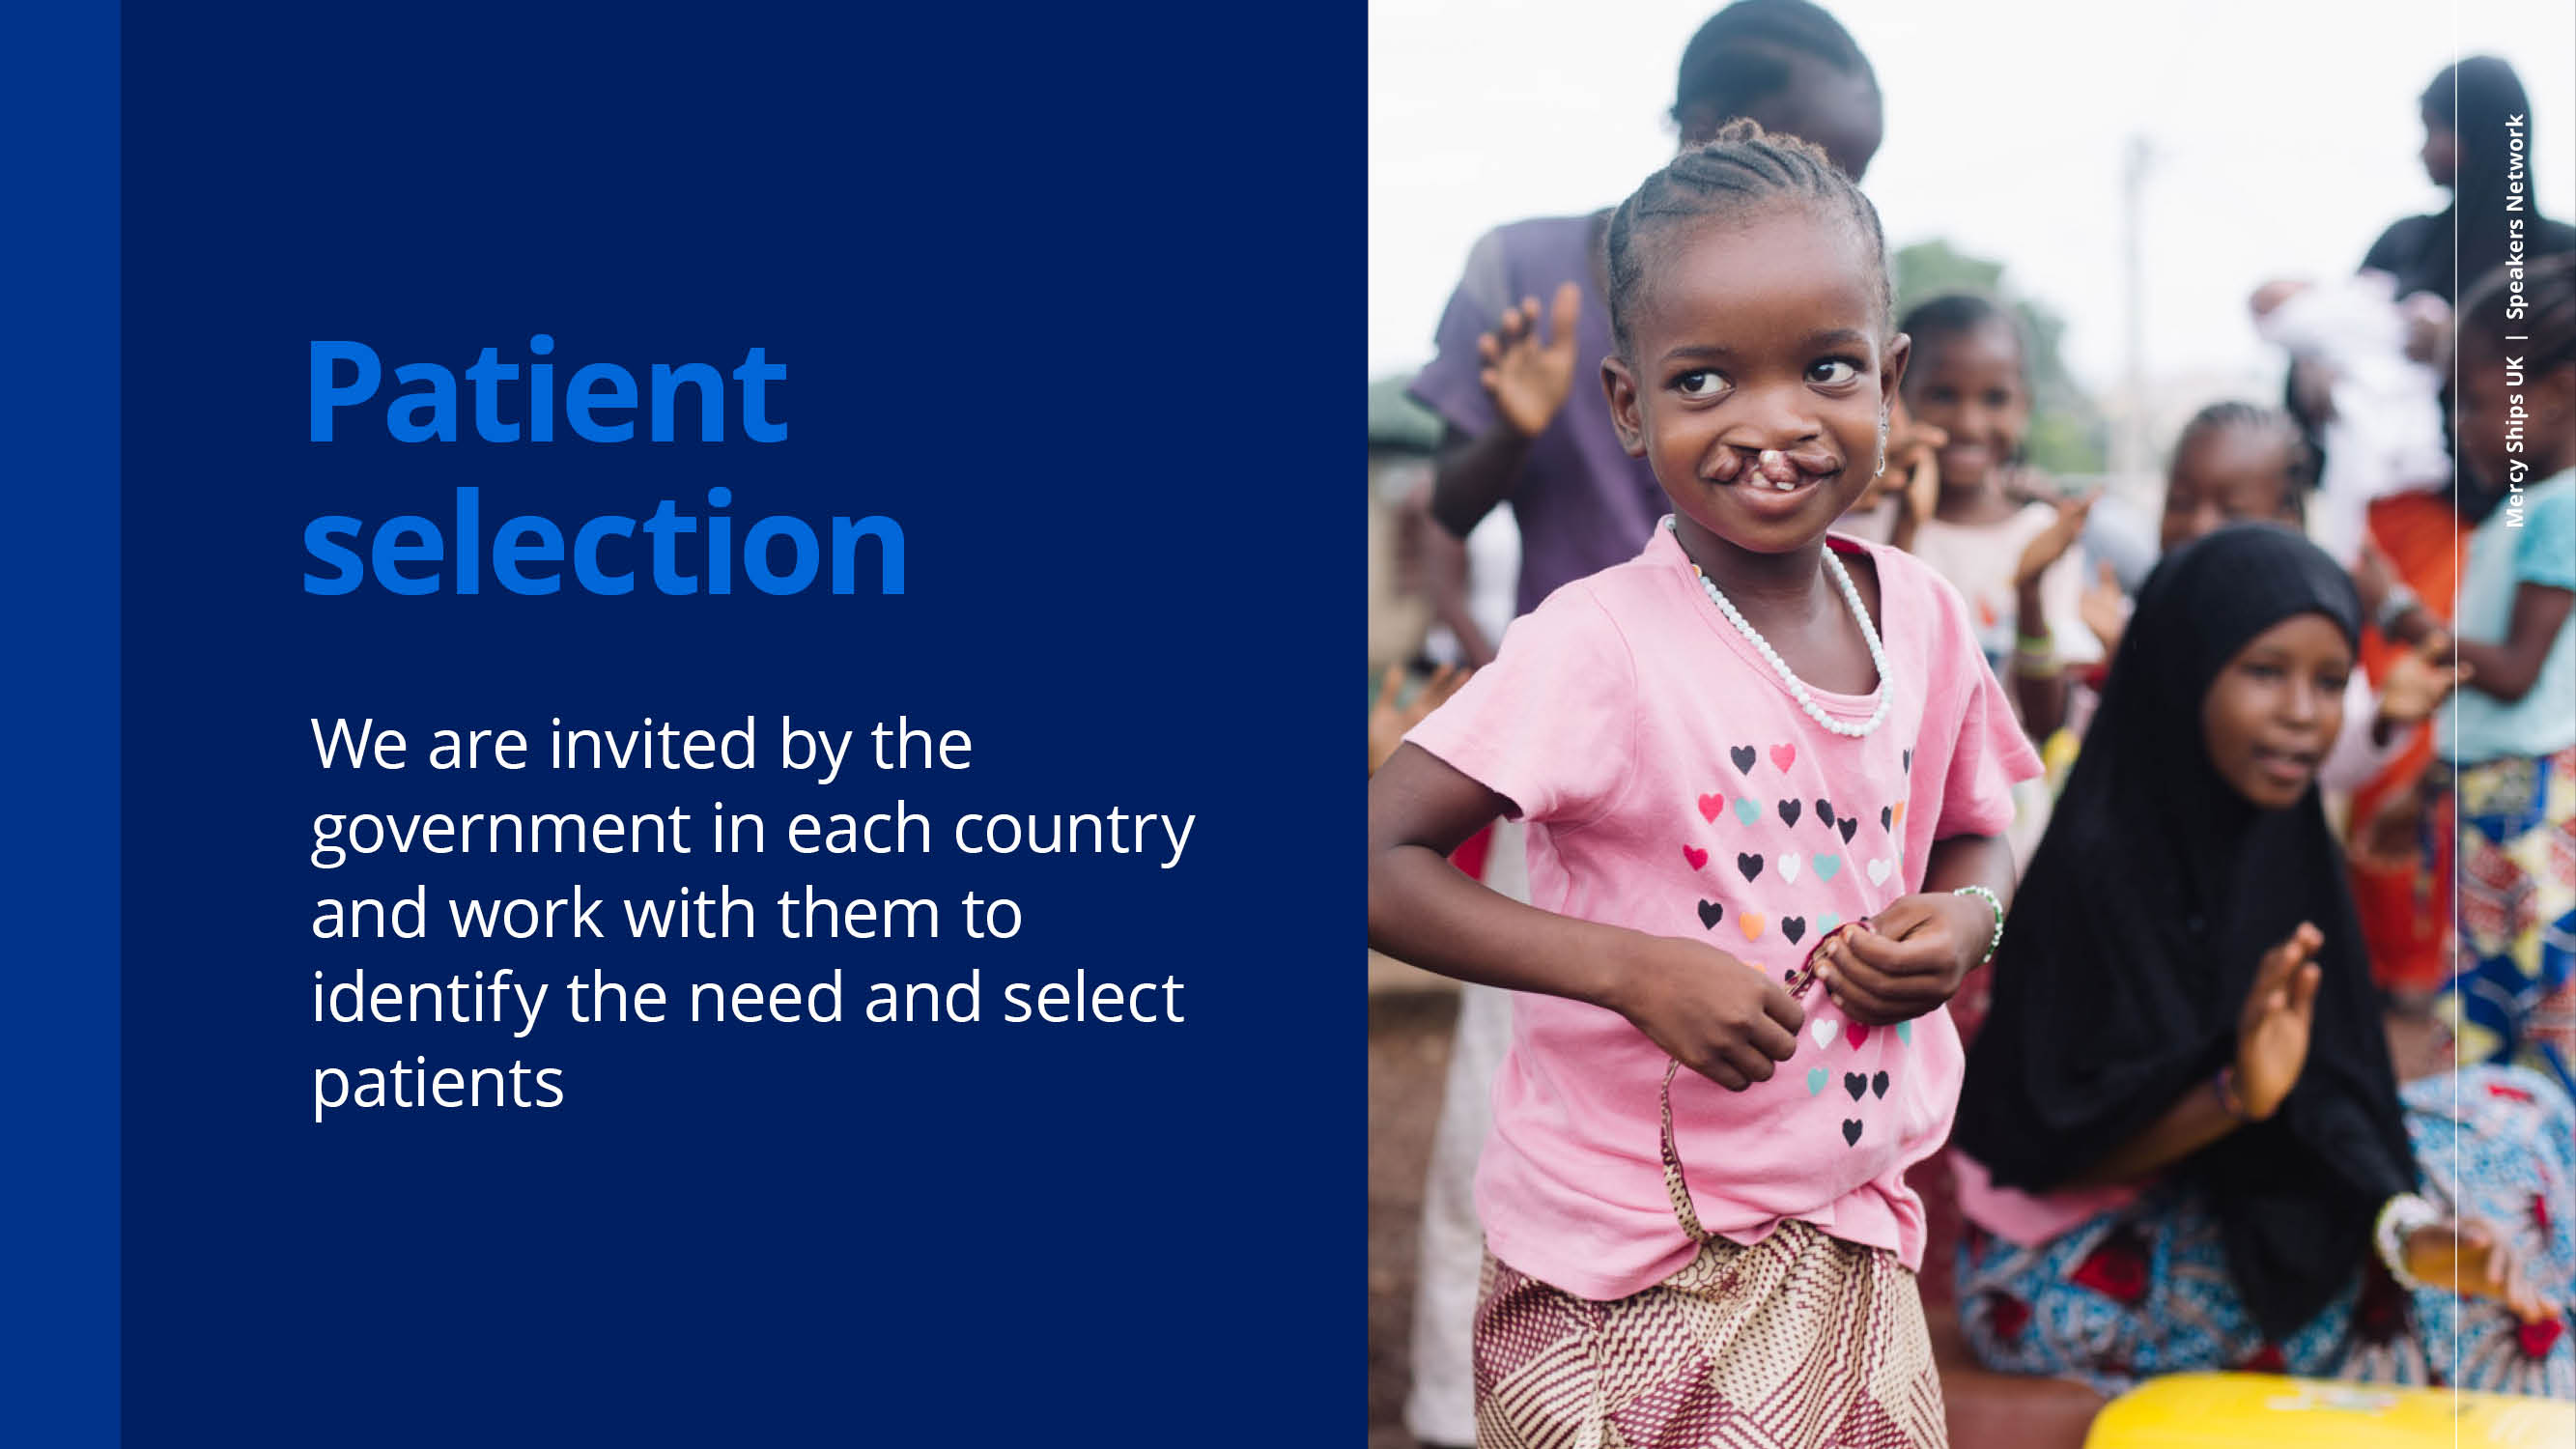 Patient
selection
We are invited by the
government in each country
and work with them to
identify the need and select
patients
Mercy Ships UK | Speakers Network